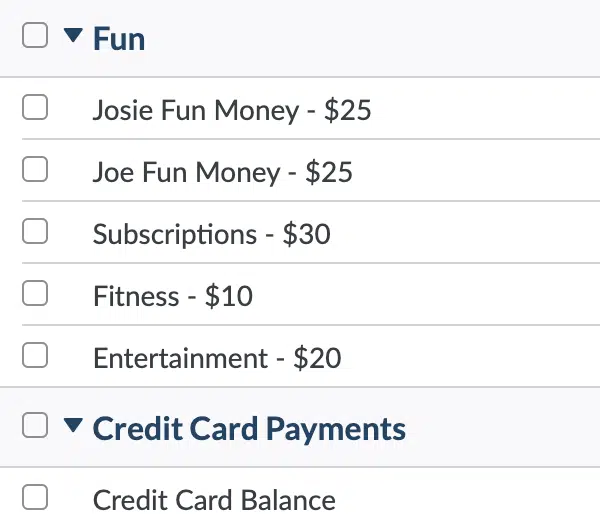 Fun
Josie Fun Money - $25
Joe Fun Money - $25
Subscriptions - $30
Fitness - $10
Entertainment - $20
Credit Card Payments
Credit Card Balance